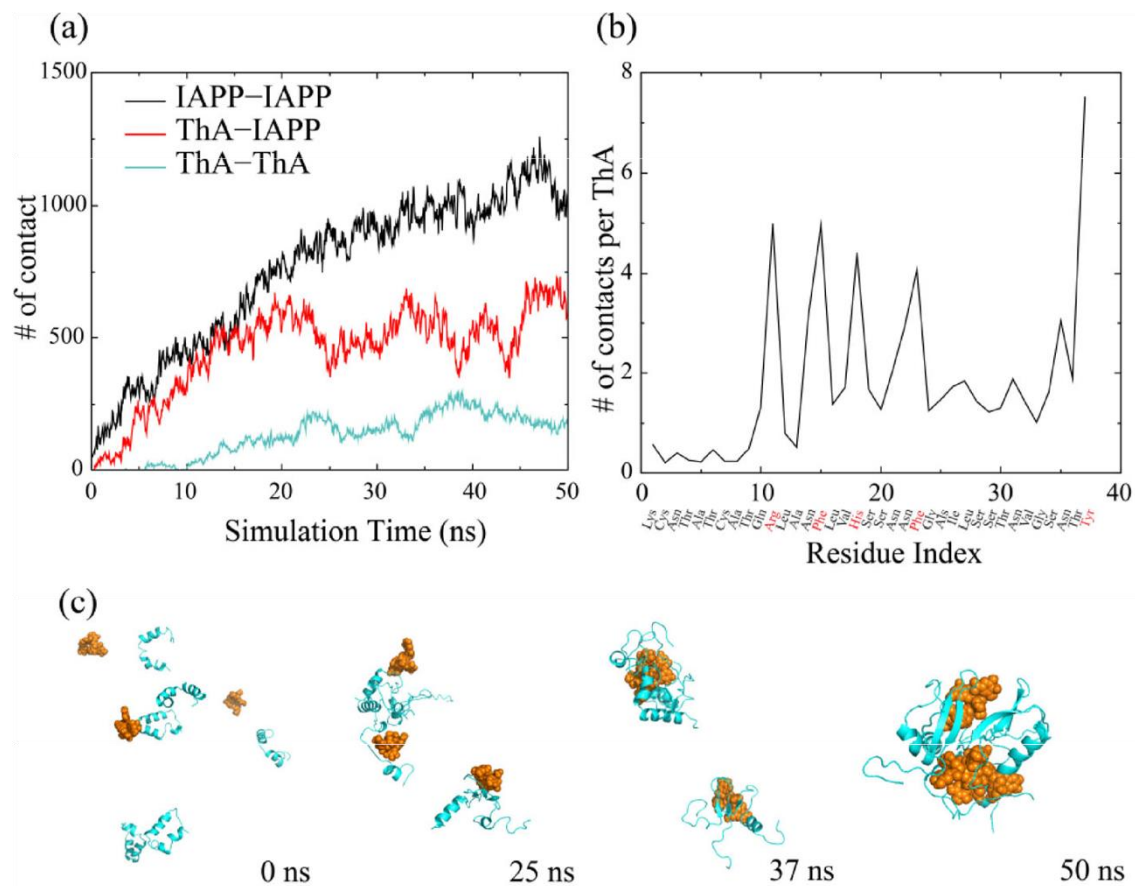 (a)
1500
1000
500
0
# of contact
IAPP−IAPP
ThA−IAPP
ThA−ThA
0 10 20 30 40 50
Simulation Time (ns)
(b)
8
6
4
2
0
# of contacts per ThA
0 10 20 30 40
Lys Cys Asn Thr Ala Thr Cys Ala Thr Gln Arg Leu Ala Asn Phe Leu Val His Ser Ser Asn Asn Phe Gly Ala Ile Leu Ser Ser Thr Asn Val Gly Ser Asn Thr Tyr
Residue Index
(c)
0 ns 25 ns 37 ns 50 ns